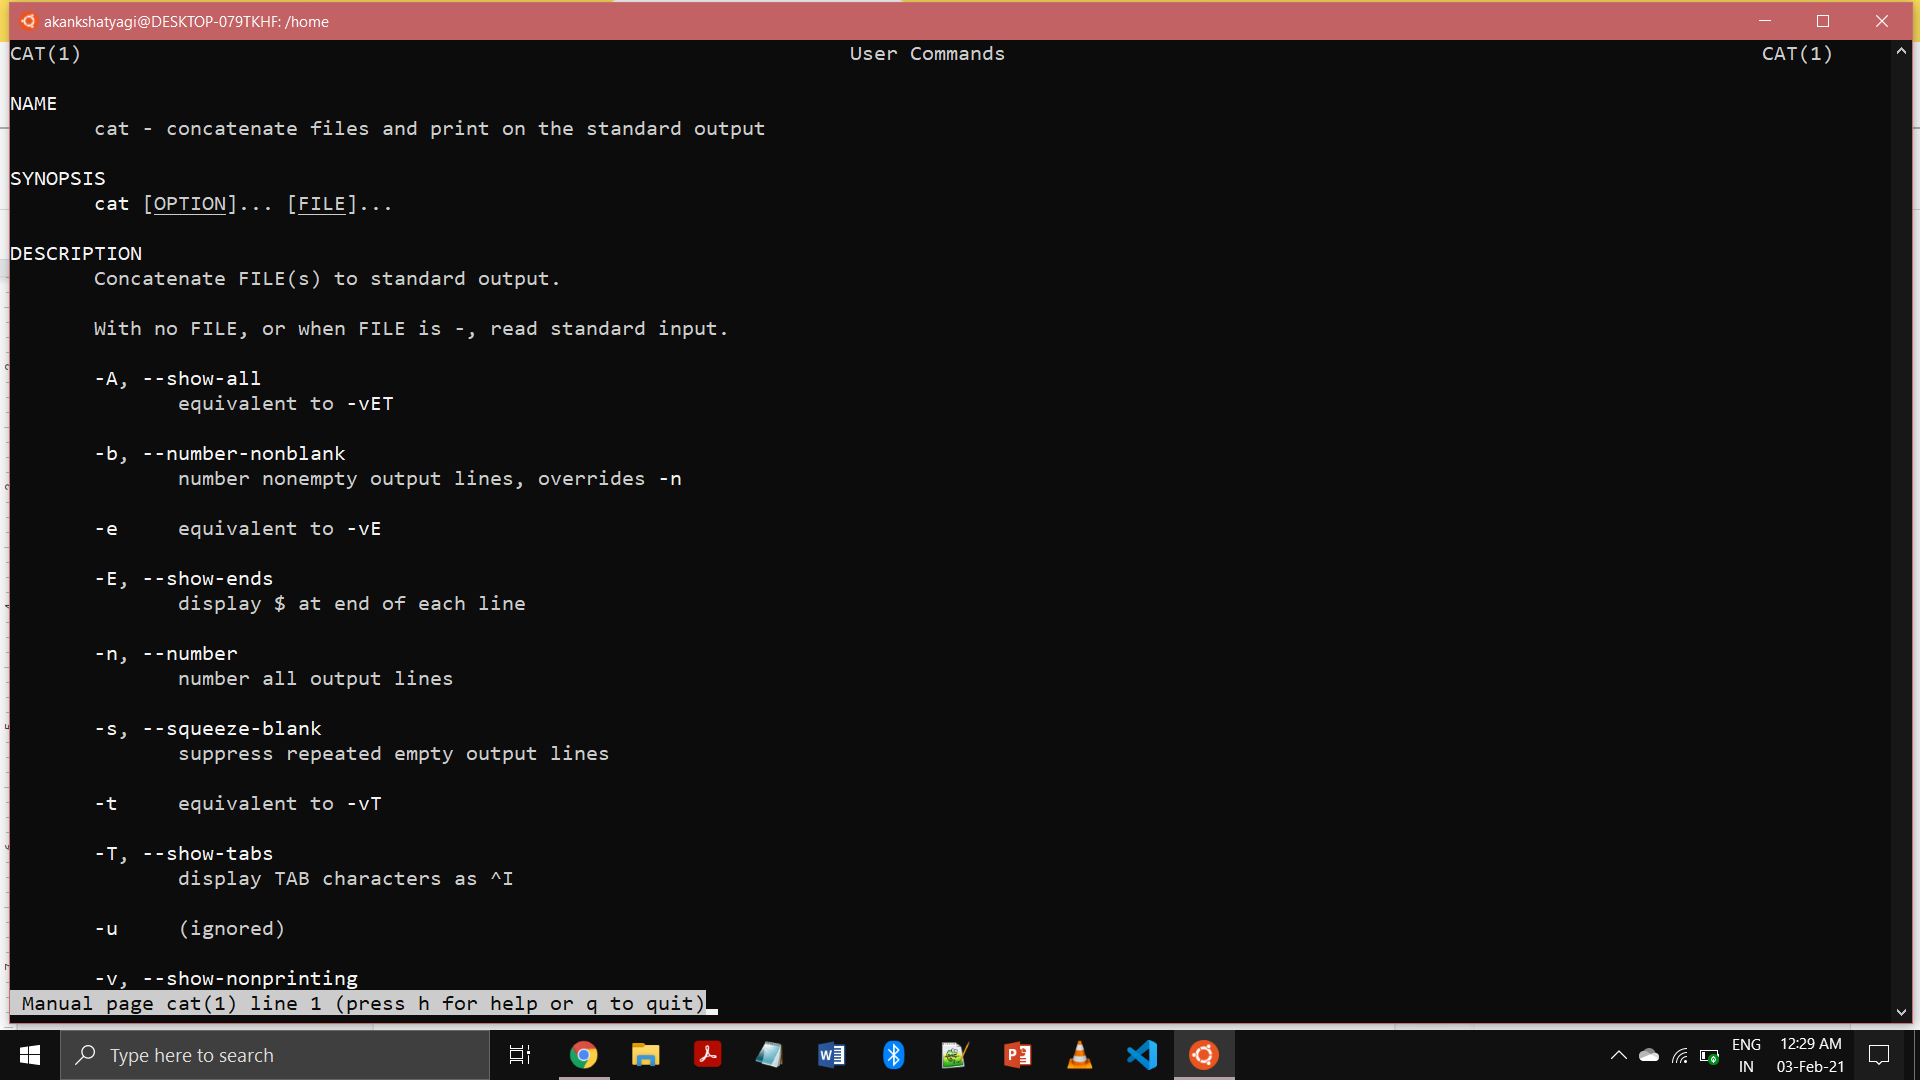 akankshatyagi@DESKTOP-079TKHF: /home
CAT(1) User Commands CAT(1)
NAME
cat - concatenate files and print on the standard output
SYNOPSIS
cat [OPTION]... [FILE]...
DESCRIPTION
Concatenate FILE(s) to standard output.
With no FILE, or when FILE is -, read standard input.
-A, --show-all
equivalent to -vET
-b, --number-nonblank
number nonempty output lines, overrides -n
-e equivalent to -vE
-E, --show-ends
display $ at end of each line
-n, --number
number all output lines
-s, --squeeze-blank
suppress repeated empty output lines
-t equivalent to -vT
-T, --show-tabs
display TAB characters as ^I
-u (ignored)
-v, --show-nonprinting
Manual page cat(1) line 1 (press h for help or q to quit)
Type here to search
ENG
IN
12:29 AM
03-Feb-21